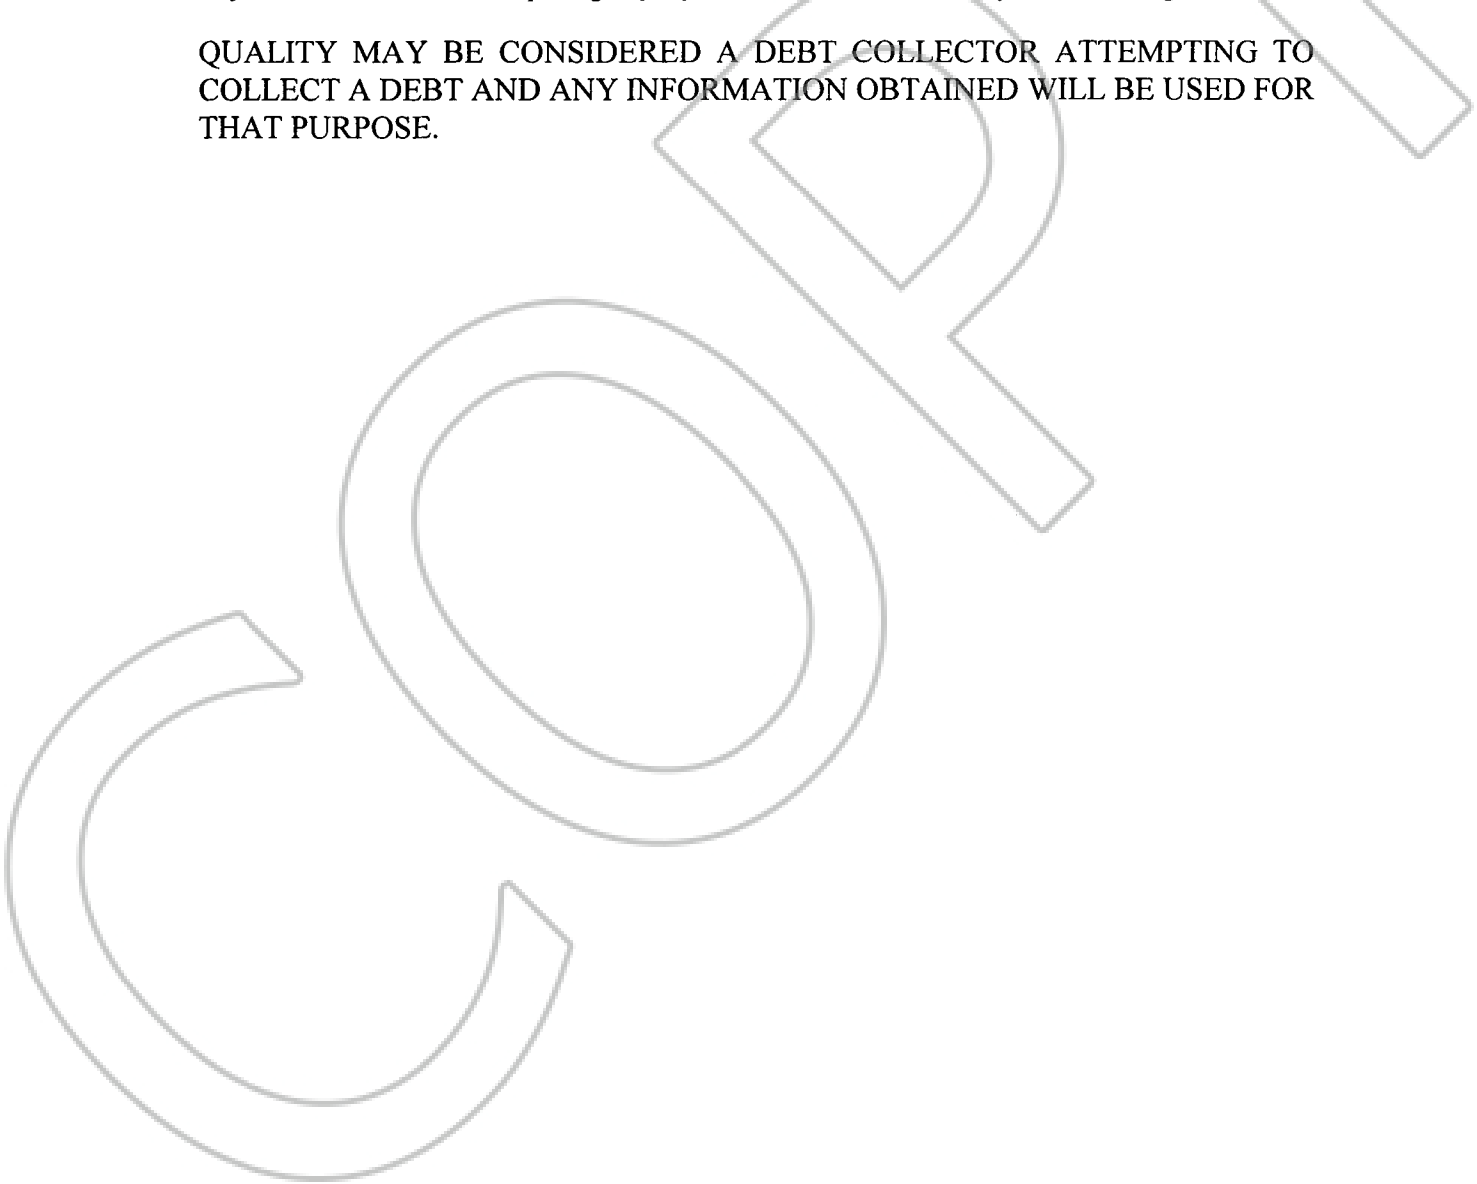 QUALITY MAY BE CONSIDERED A DEBT COLLECTOR ATTEMPTING TO
COLLECT A DEBT AND ANY INFORMATION OBTAINED WILL BE USED FOR
THAT PURPOSE.
COP